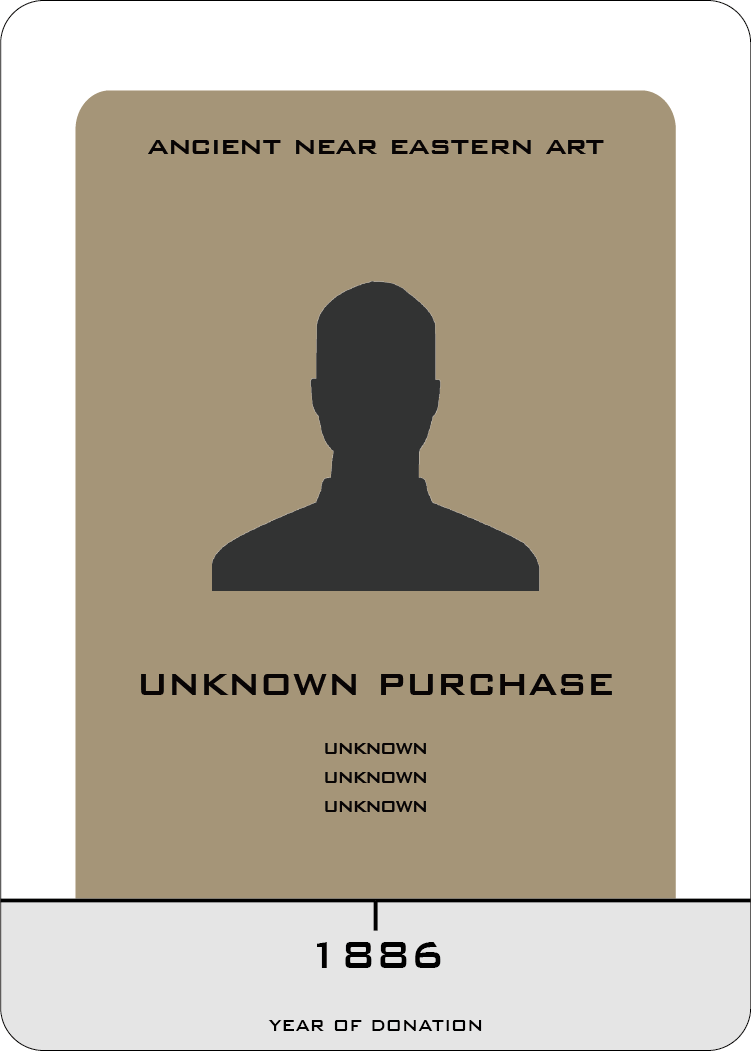 ANCIENT NEAR EASTERN ART
UNKNOWN PURCHASE
UNKNOWN
UNKNOWN
UNKNOWN
1886
YEAR OF DONATION